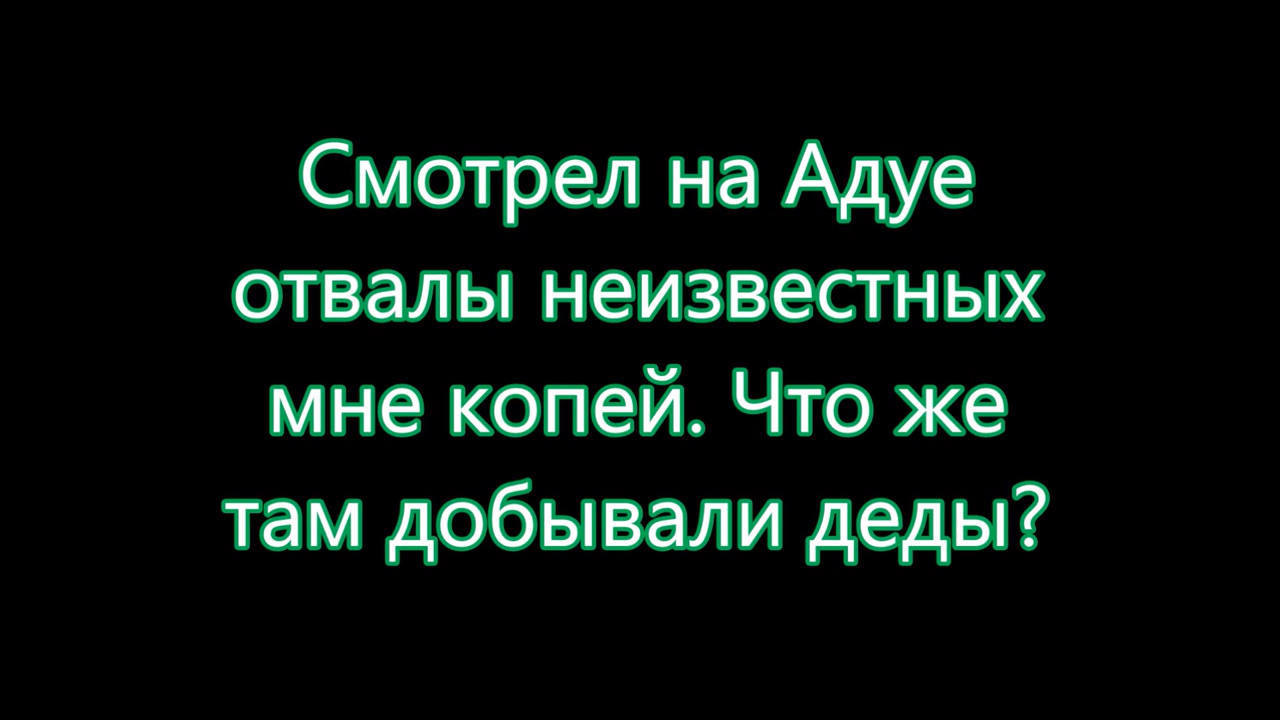 Смотрел на Адуе
отвалы неизвестных
мне копей. Что же
там добывали деды?